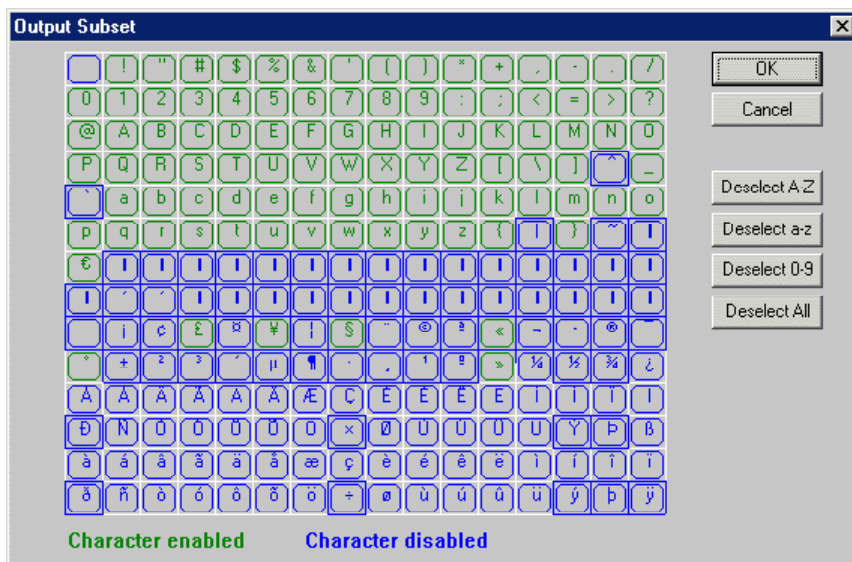 Output Subset
! " # $ % & ' ( ) * + , - . /
0 1 2 3 4 5 6 7 8 9 : ; < = > ?
@ A B C D E F G H I J K L M N O
P Q R S T U V W X Y Z [ \ ] ^ _
` a b c d e f g h i j k l m n o
p q r s t u v w x y z { | } ~
€
¡ ¢ £ ¤ ¥ ¦ § ¨ © ª « ¬ - ® ¯
° ± ² ³ ´ µ ¶ · ¸ ¹ º » ¼ ½ ¾ ¿
Ð Ñ × Ø Þ ß
à á â ã ä å æ ç è é ê ë ì í î ï
ð ñ ò ó ô õ ö ÷ ø ù ú û ü ý þ ÿ
OK
Cancel
Deselect A-Z
Deselect a-z
Deselect 0-9
Deselect All
Character enabled
Character disabled